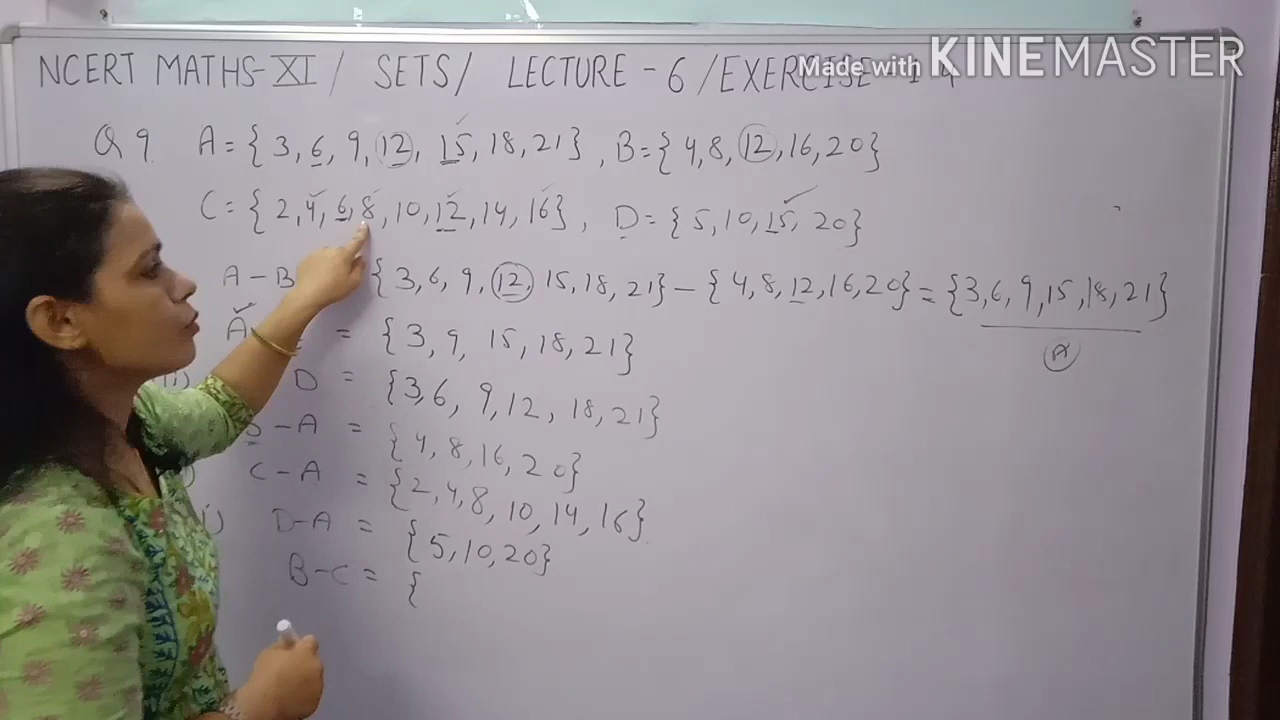 NCERT MATHS-XI / SETS / LECTURE - 6 / EXERCISE - 1.4
Made with KINEMASTER
Q 9. A = { 3, 6, 9, 12, 15, 18, 21 } , B = { 4, 8, 12, 16, 20 }
C = { 2, 4, 6, 8, 10, 12, 14, 16 } , D = { 5, 10, 15, 20 }
A - B { 3, 6, 9, 12, 15, 18, 21 } - { 4, 8, 12, 16, 20 } = { 3, 6, 9, 15, 18, 21 }
A = { 3, 9, 15, 18, 21 }
A
D = { 3, 6, 9, 12, 18, 21 }
B - A = { 4, 8, 16, 20 }
C - A = { 2, 4, 8, 10, 14, 16 }
D - A = { 5, 10, 20 }
B - C = {